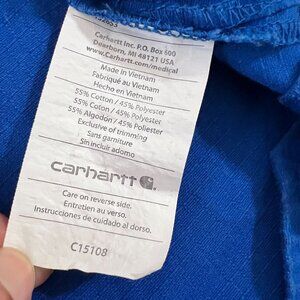 Carhartt Inc. P.O. Box 600
Dearborn, MI 48121 USA
www.Carhartt.com/medical
Made in Vietnam
Fabriqué au Vietnam
Hecho en Vietnam
55% Cotton / 45% Polyester
55% Coton / 45% Polyester
55% Algodon / 45% Poliester
Exclusive of trimming
Sans garniture
Sin incluir adorno
carhartt
Care on reverse side.
Entretien au verso.
Instrucciones de cuidado al dorso.
C15108